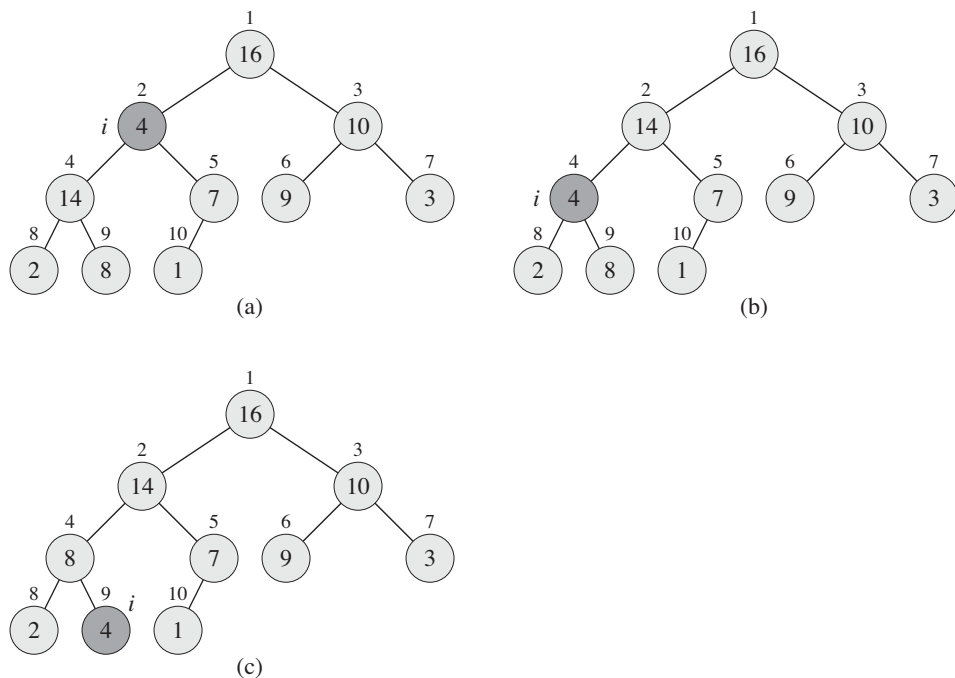 1 1
16 16
2 3 2 3
i 4 10 14 10
4 5 6 7 4 5 6 7
14 7 9 3 i 4 7 9 3
8 9 10 8 9 10
2 8 1 2 8 1
(a) (b)
1
16
2 3
14 10
4 5 6 7
8 7 9 3
8 9 i 10
2 4 1
(c)